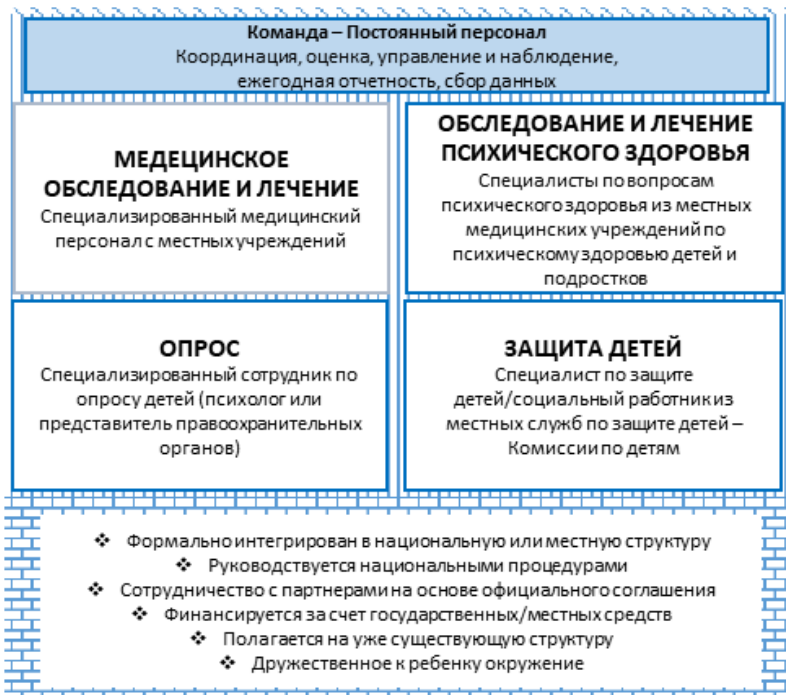 Команда – Постоянный персонал
Координация, оценка, управление и наблюдение,
ежегодная отчетность, сбор данных
МЕДЕЦИНСКОЕ
ОБСЛЕДОВАНИЕ И ЛЕЧЕНИЕ
Специализированный медицинский
персонал с местных учреждений
ОБСЛЕДОВАНИЕ И ЛЕЧЕНИЕ
ПСИХИЧЕСКОГО ЗДОРОВЬЯ
Специалисты по вопросам
психического здоровья из местных
медицинских учреждений по
психическому здоровью детей и
подростков
ОПРОС
Специализированный сотрудник по
опросу детей (психолог или
представитель правоохранительных
органов)
ЗАЩИТА ДЕТЕЙ
Специалист по защите
детей/социальный работник из
местных служб по защите детей –
Комиссии по детям
❖ Формально интегрирован в национальную или местную структуру
❖ Руководствуется национальными процедурами
❖ Сотрудничество с партнерами на основе официального соглашения
❖ Финансируется за счет государственных/местных средств
❖ Полагается на уже существующую структуру
❖ Дружественное к ребенку окружение